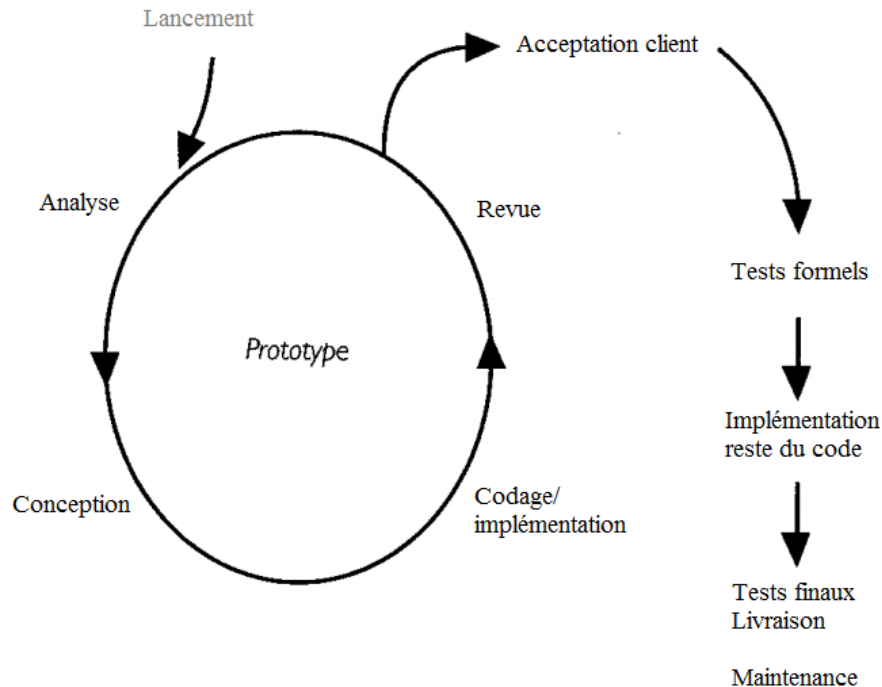 Lancement
Acceptation client
Analyse
Revue
Tests formels
Prototype
Implémentation
reste du code
Conception
Codage/
implémentation
Tests finaux
Livraison
Maintenance